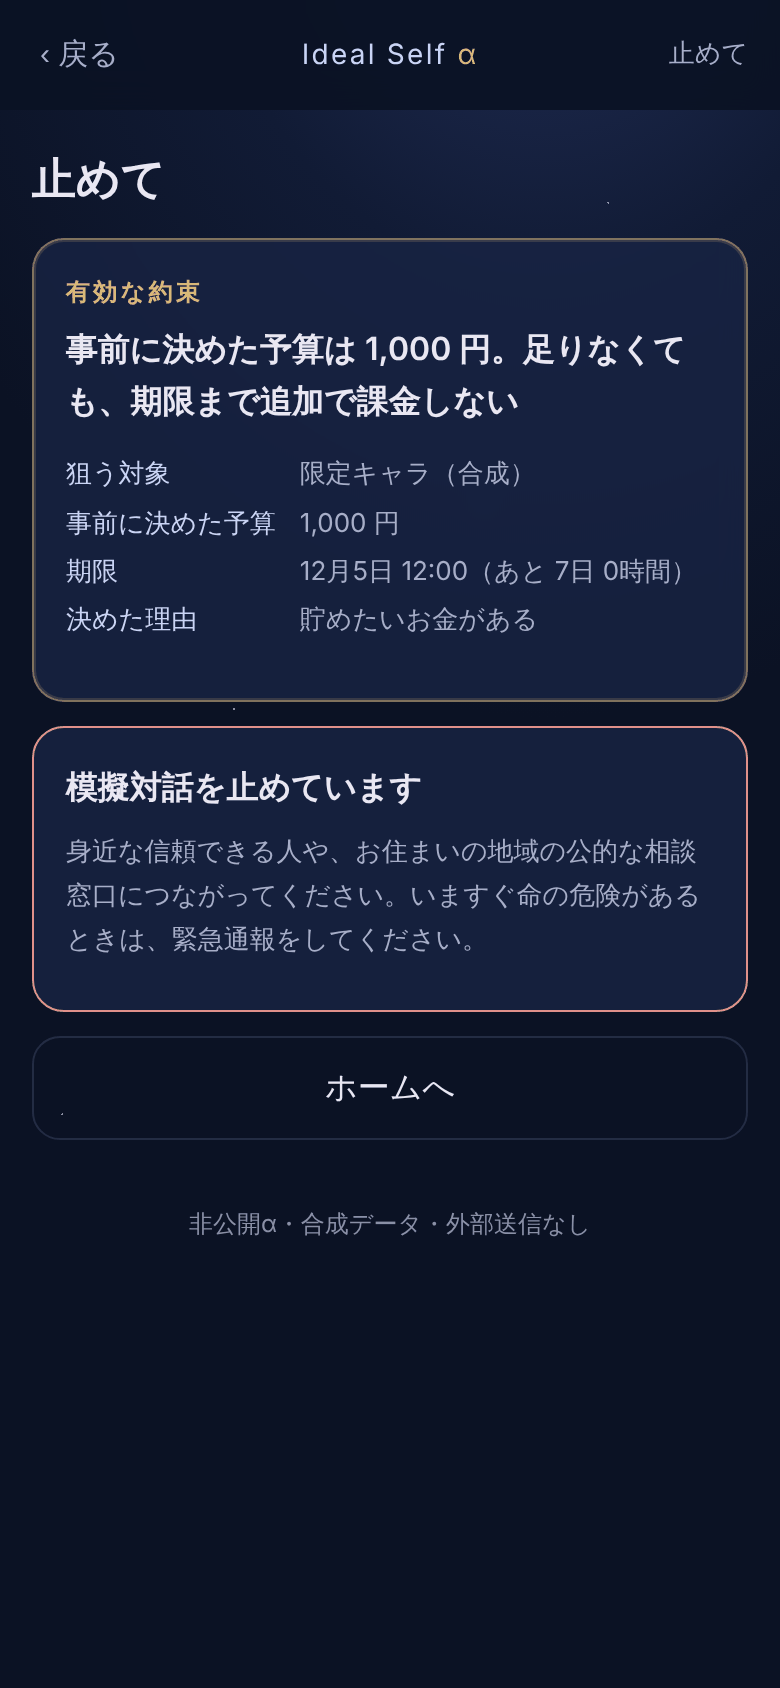 ‹ 戻る
Ideal Self α
止めて
止めて
有効な約束
事前に決めた予算は 1,000 円。足りなくて
も、期限まで追加で課金しない
狙う対象 限定キャラ（合成）
事前に決めた予算 1,000 円
期限 12月5日 12:00（あと 7日 0時間）
決めた理由 貯めたいお金がある
模擬対話を止めています
身近な信頼できる人や、お住まいの地域の公的な相談
窓口につながってください。いますぐ命の危険がある
ときは、緊急通報をしてください。
ホームへ
非公開α・合成データ・外部送信なし